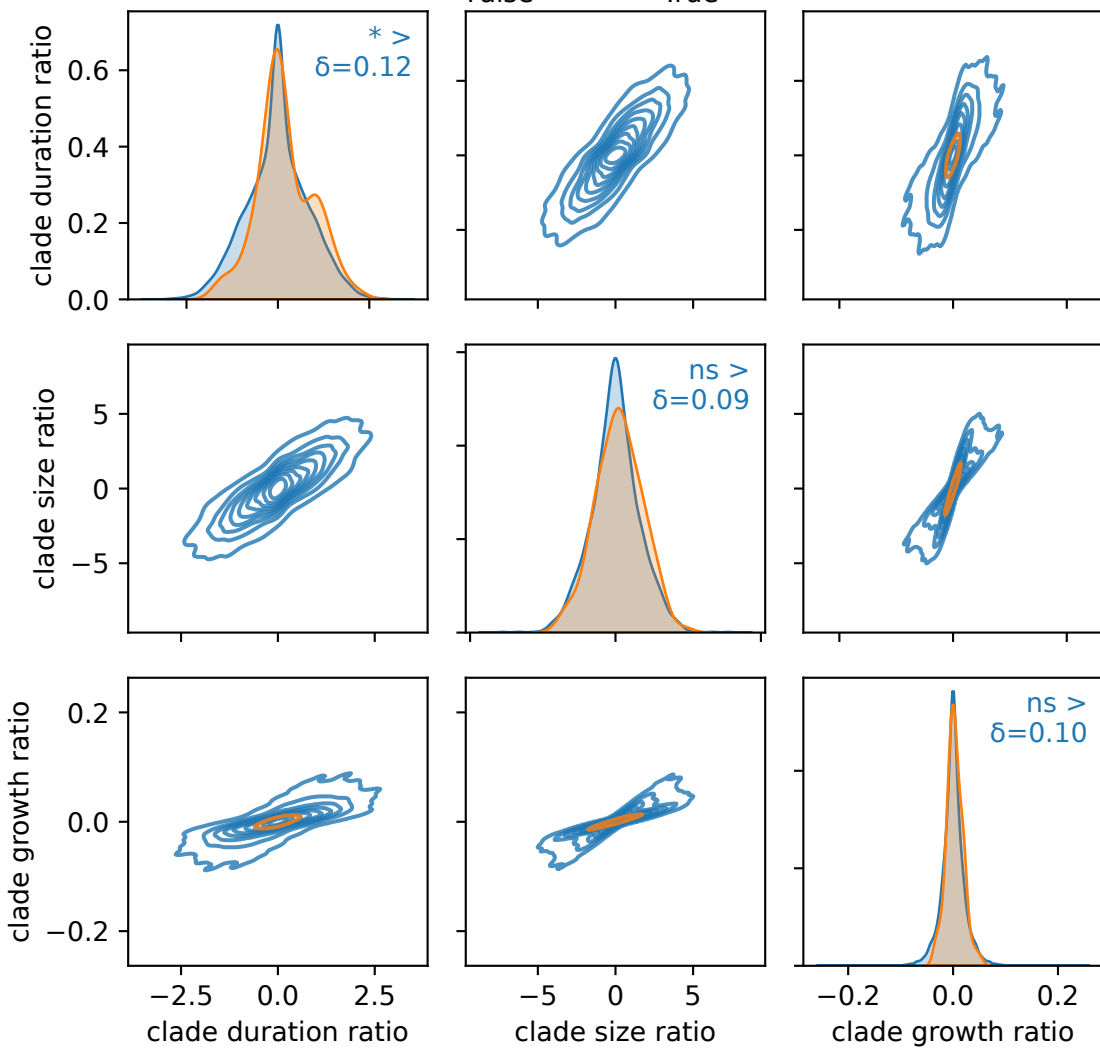 clade duration ratio
0.6
0.4
0.2
0.0
* >
δ=0.12
clade size ratio
5
0
−5
ns >
δ=0.09
clade growth ratio
0.2
0.0
−0.2
ns >
δ=0.10
−2.5 0.0 2.5
−5 0 5
−0.2 0.0 0.2
clade duration ratio
clade size ratio
clade growth ratio